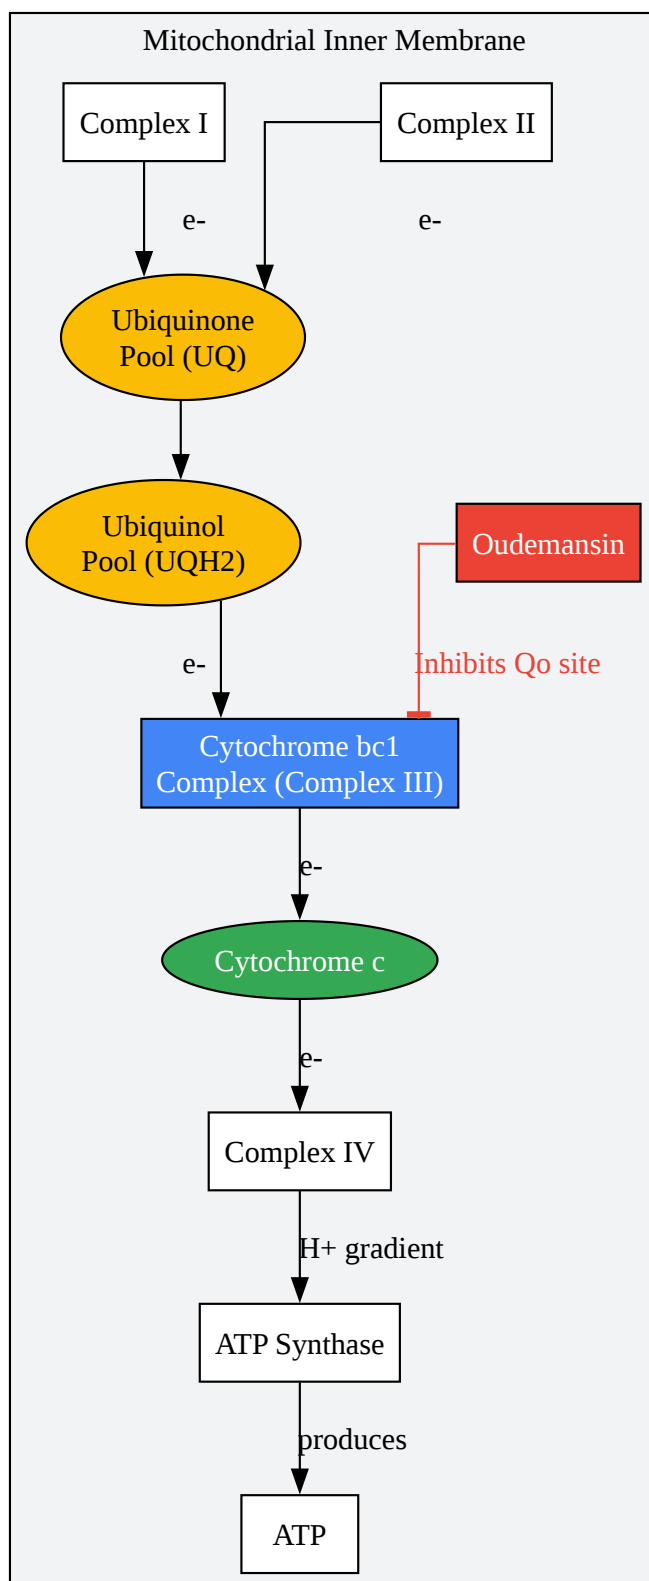 Mitochondrial Inner Membrane
Complex I
Complex II
e-
e-
Ubiquinone
Pool (UQ)
Ubiquinol
Pool (UQH2)
Oudemansin
e-
Inhibits Qo site
Cytochrome bc1
Complex (Complex III)
e-
Cytochrome c
e-
Complex IV
H+ gradient
ATP Synthase
produces
ATP